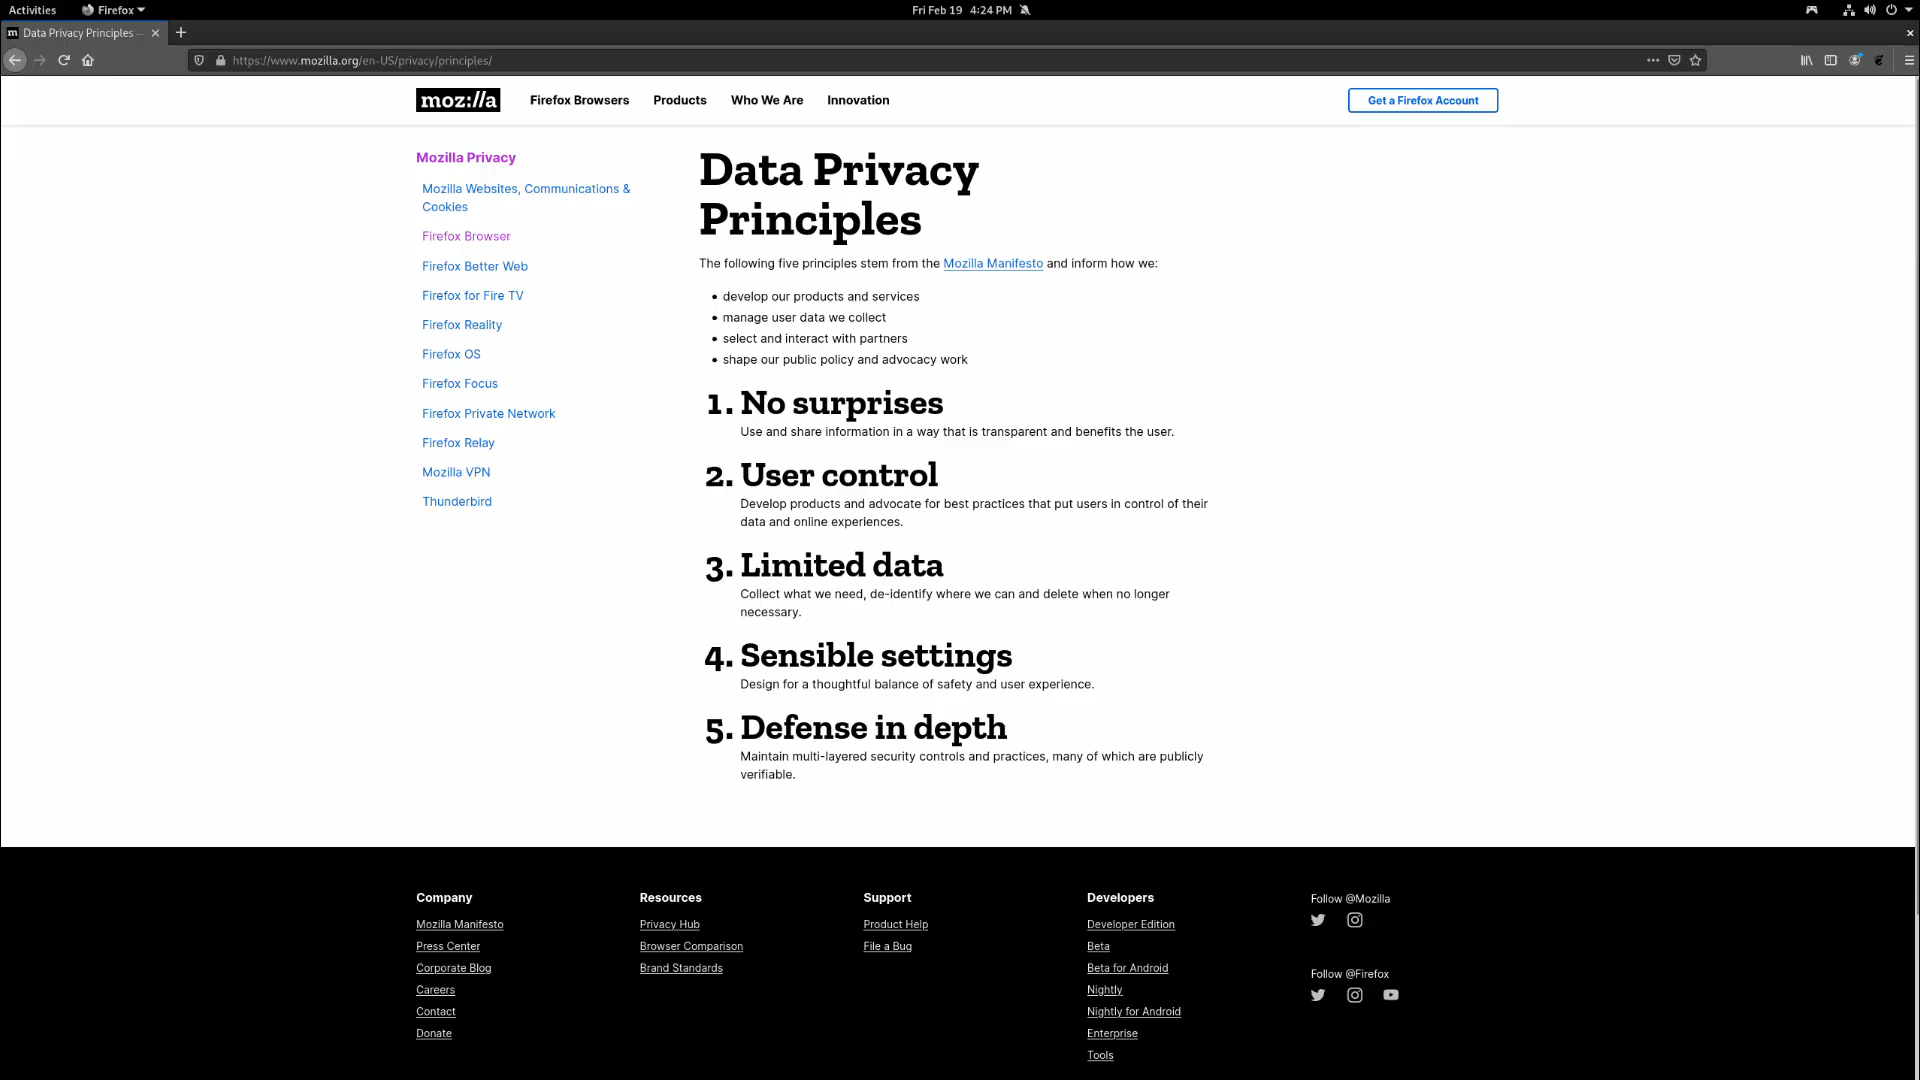 Activities
Firefox
Fri Feb 19 4:24 PM
m Data Privacy Principles —
https://www.mozilla.org/en-US/privacy/principles/
moz://a
Firefox Browsers
Products
Who We Are
Innovation
Get a Firefox Account
Mozilla Privacy
Mozilla Websites, Communications &
Cookies
Firefox Browser
Firefox Better Web
Firefox for Fire TV
Firefox Reality
Firefox OS
Firefox Focus
Firefox Private Network
Firefox Relay
Mozilla VPN
Thunderbird
Data Privacy
Principles
The following five principles stem from the Mozilla Manifesto and inform how we:
• develop our products and services
• manage user data we collect
• select and interact with partners
• shape our public policy and advocacy work
1. No surprises
Use and share information in a way that is transparent and benefits the user.
2. User control
Develop products and advocate for best practices that put users in control of their
data and online experiences.
3. Limited data
Collect what we need, de-identify where we can and delete when no longer
necessary.
4. Sensible settings
Design for a thoughtful balance of safety and user experience.
5. Defense in depth
Maintain multi-layered security controls and practices, many of which are publicly
verifiable.
Company
Mozilla Manifesto
Press Center
Corporate Blog
Careers
Contact
Donate
Resources
Privacy Hub
Browser Comparison
Brand Standards
Support
Product Help
File a Bug
Developers
Developer Edition
Beta
Beta for Android
Nightly
Nightly for Android
Enterprise
Tools
Follow @Mozilla
Follow @Firefox